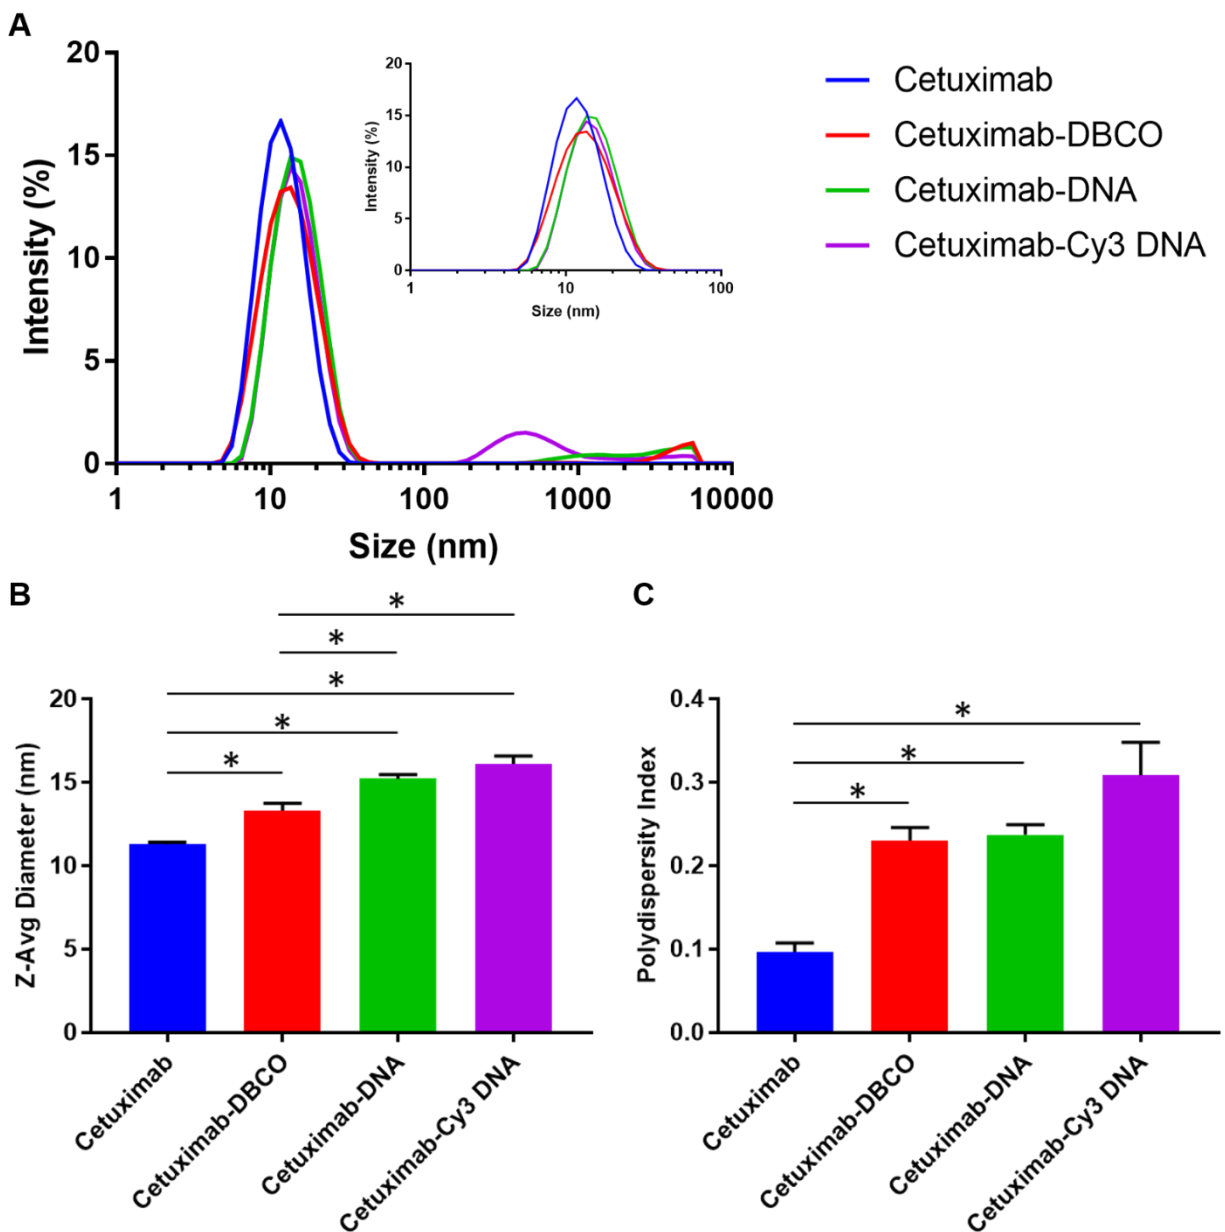 A
Intensity (%)
20
15
10
5
0
1
10
100
1000
10000
Size (nm)
Intensity (%)
20
15
10
5
0
1
10
100
Size (nm)
Cetuximab
Cetuximab-DBCO
Cetuximab-DNA
Cetuximab-Cy3 DNA
B
*
*
*
*
*
Z-Avg Diameter (nm)
20
15
10
5
0
Cetuximab
Cetuximab-DBCO
Cetuximab-DNA
Cetuximab-Cy3 DNA
C
*
*
*
Polydispersity Index
0.4
0.3
0.2
0.1
0.0
Cetuximab
Cetuximab-DBCO
Cetuximab-DNA
Cetuximab-Cy3 DNA